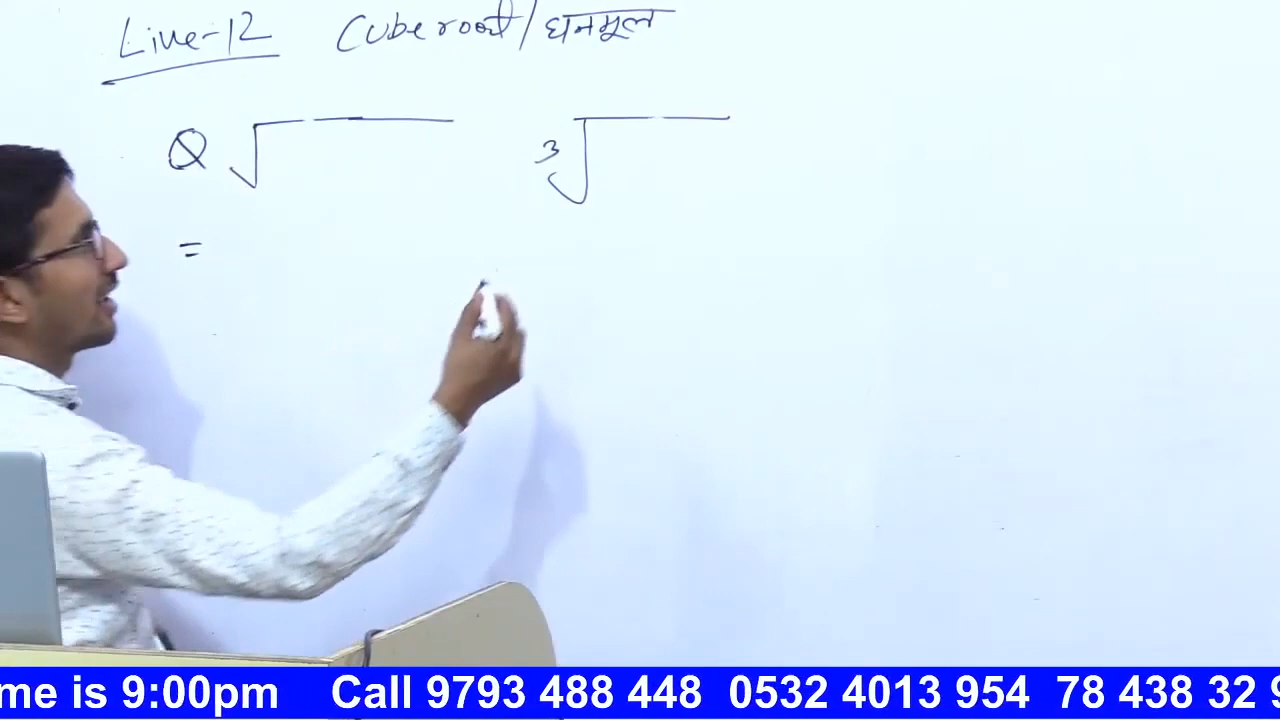 Live-12 Cube root/घनमूल
Q √ ³√
=
me is 9:00pm Call 9793 488 448 0532 4013 954 78 438 32 9